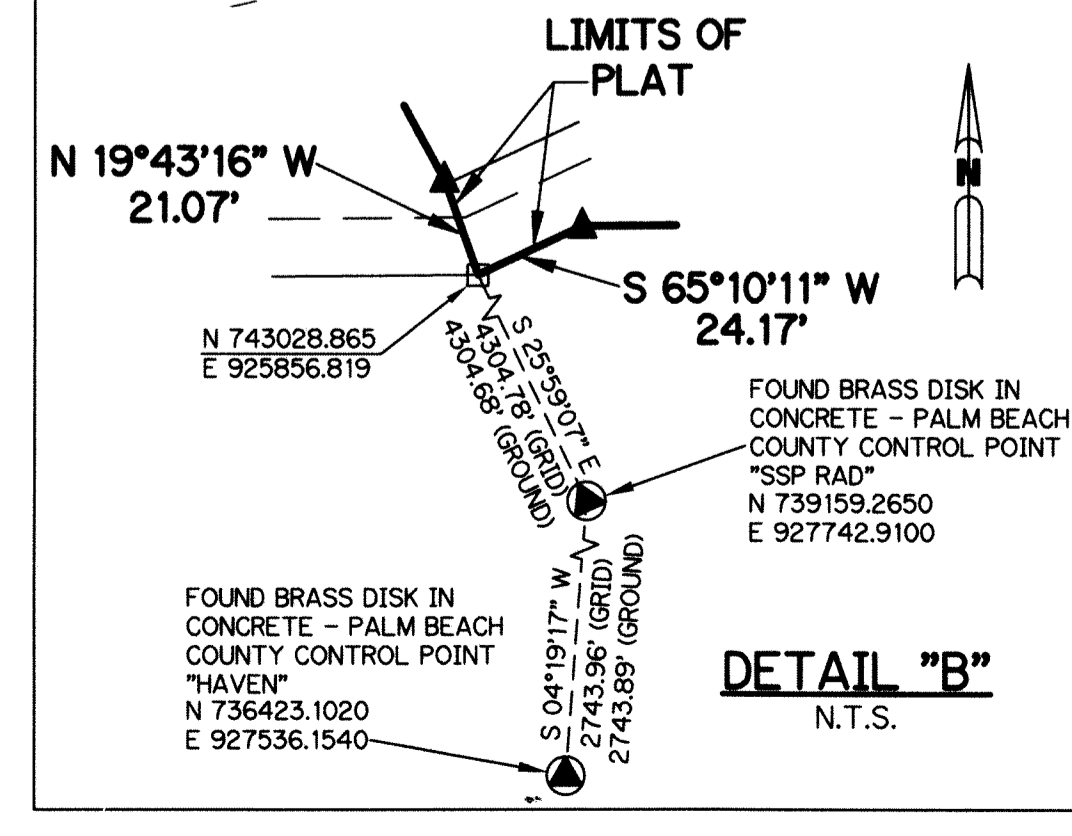 LIMITS OF
PLAT
N
N 19°43'16" W
21.07'
S 65°10'11" W
24.17'
N 743028.865
E 925856.819
S 25°59'07" E
4304.78' (GRID)
4304.68' (GROUND)
FOUND BRASS DISK IN
CONCRETE - PALM BEACH
COUNTY CONTROL POINT
"SSP RAD"
N 739159.2650
E 927742.9100
S 04°19'17" W
2743.96' (GRID)
2743.89' (GROUND)
FOUND BRASS DISK IN
CONCRETE - PALM BEACH
COUNTY CONTROL POINT
"HAVEN"
N 736423.1020
E 927536.1540
DETAIL "B"
N.T.S.